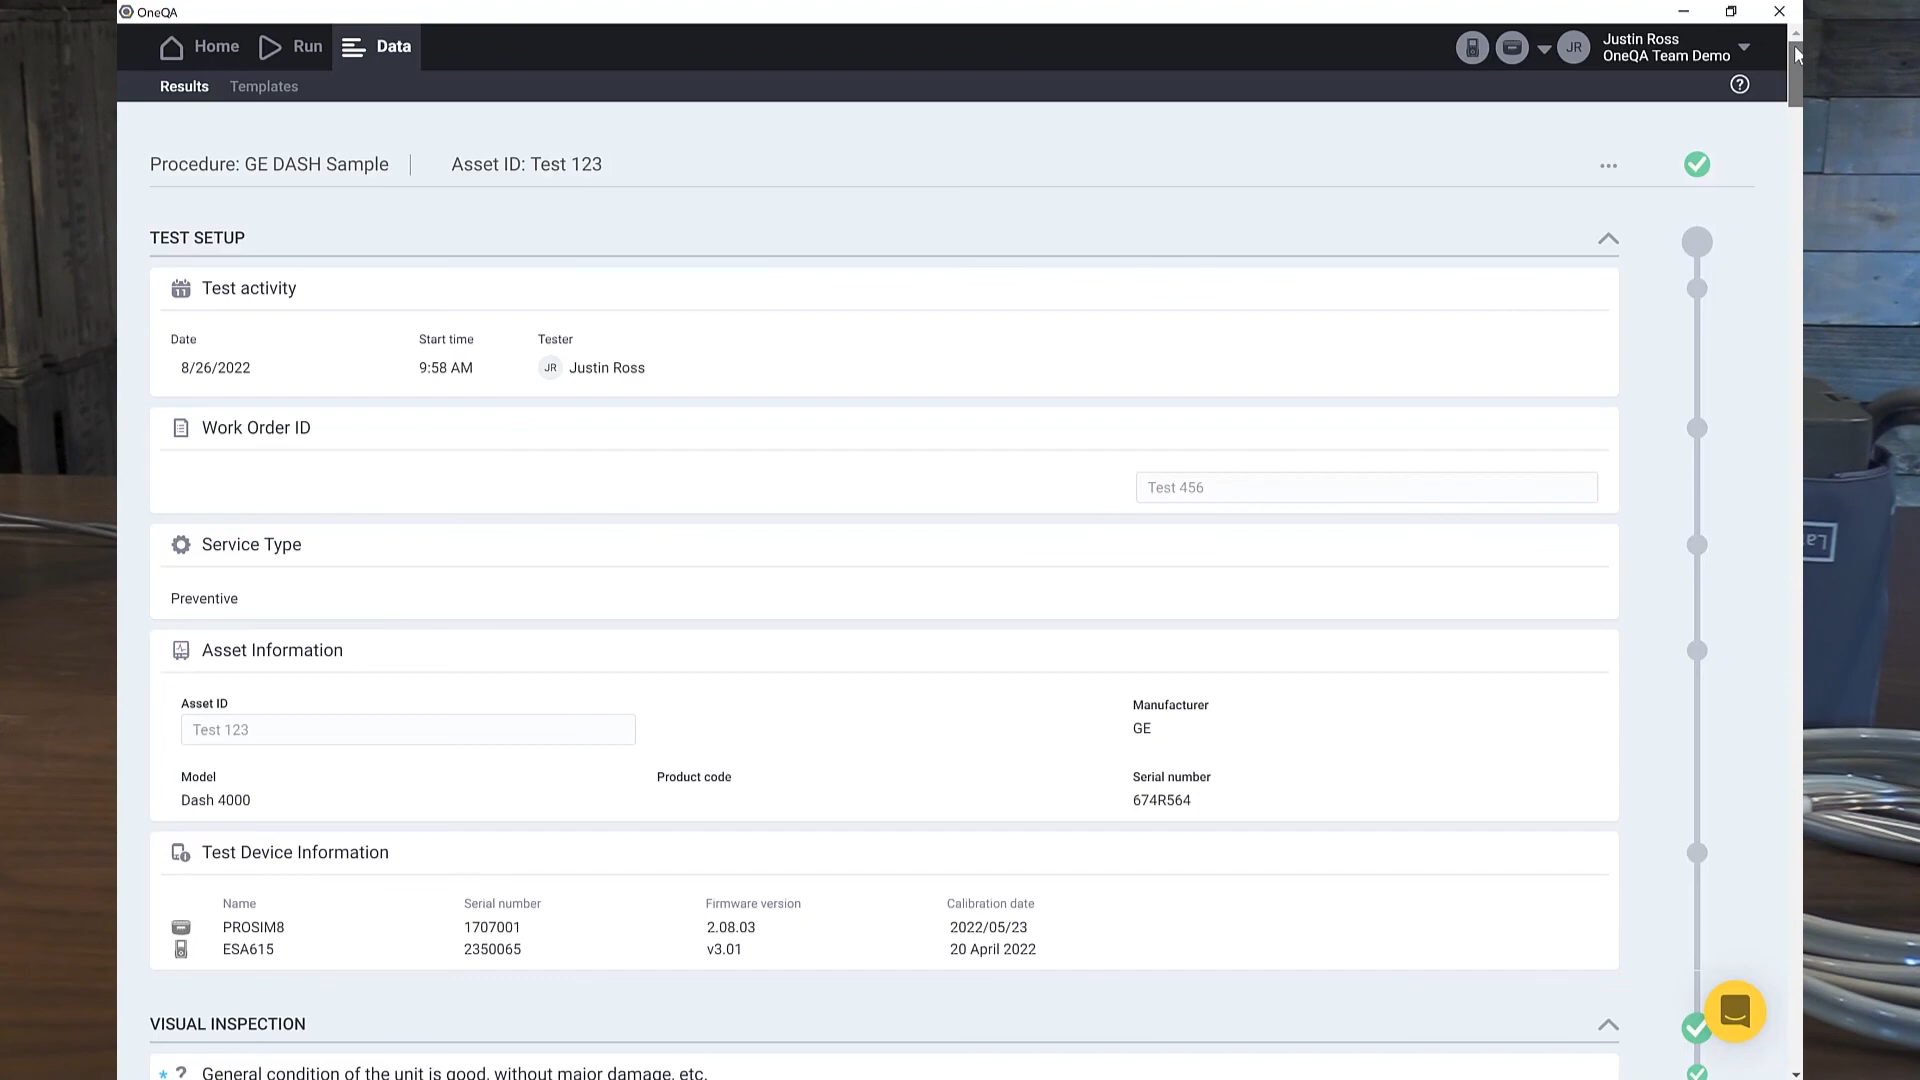 OneQA
Home Run Data
JR Justin Ross
OneQA Team Demo
Results Templates
Procedure: GE DASH Sample Asset ID: Test 123
TEST SETUP
Test activity
Date Start time Tester
8/26/2022 9:58 AM JR Justin Ross
Work Order ID
Test 456
Service Type
Preventive
Asset Information
Asset ID Manufacturer
Test 123 GE
Model Product code Serial number
Dash 4000 674R564
Test Device Information
Name Serial number Firmware version Calibration date
PROSIM8 1707001 2.08.03 2022/05/23
ESA615 2350065 v3.01 20 April 2022
VISUAL INSPECTION
* ? General condition of the unit is good, without major damage, etc.